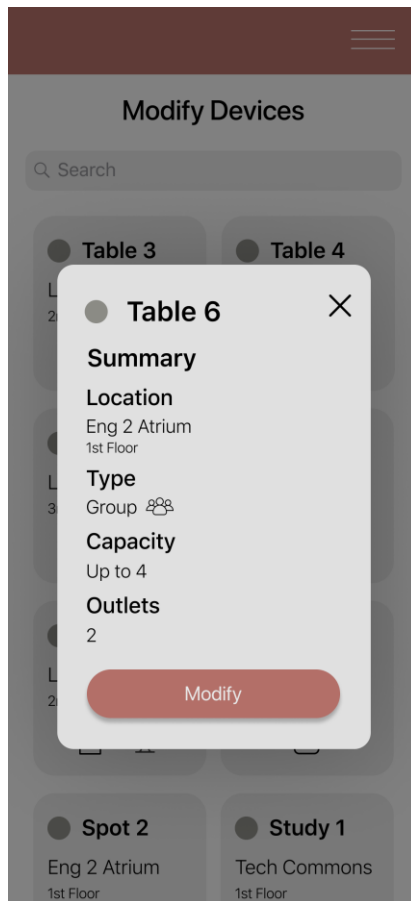 Modify Devices
Search
Table 3
Table 4
Table 6
Summary
Location
Eng 2 Atrium
1st Floor
Type
Group
Capacity
Up to 4
Outlets
2
Modify
Spot 2
Study 1
Eng 2 Atrium
Tech Commons
1st Floor
1st Floor